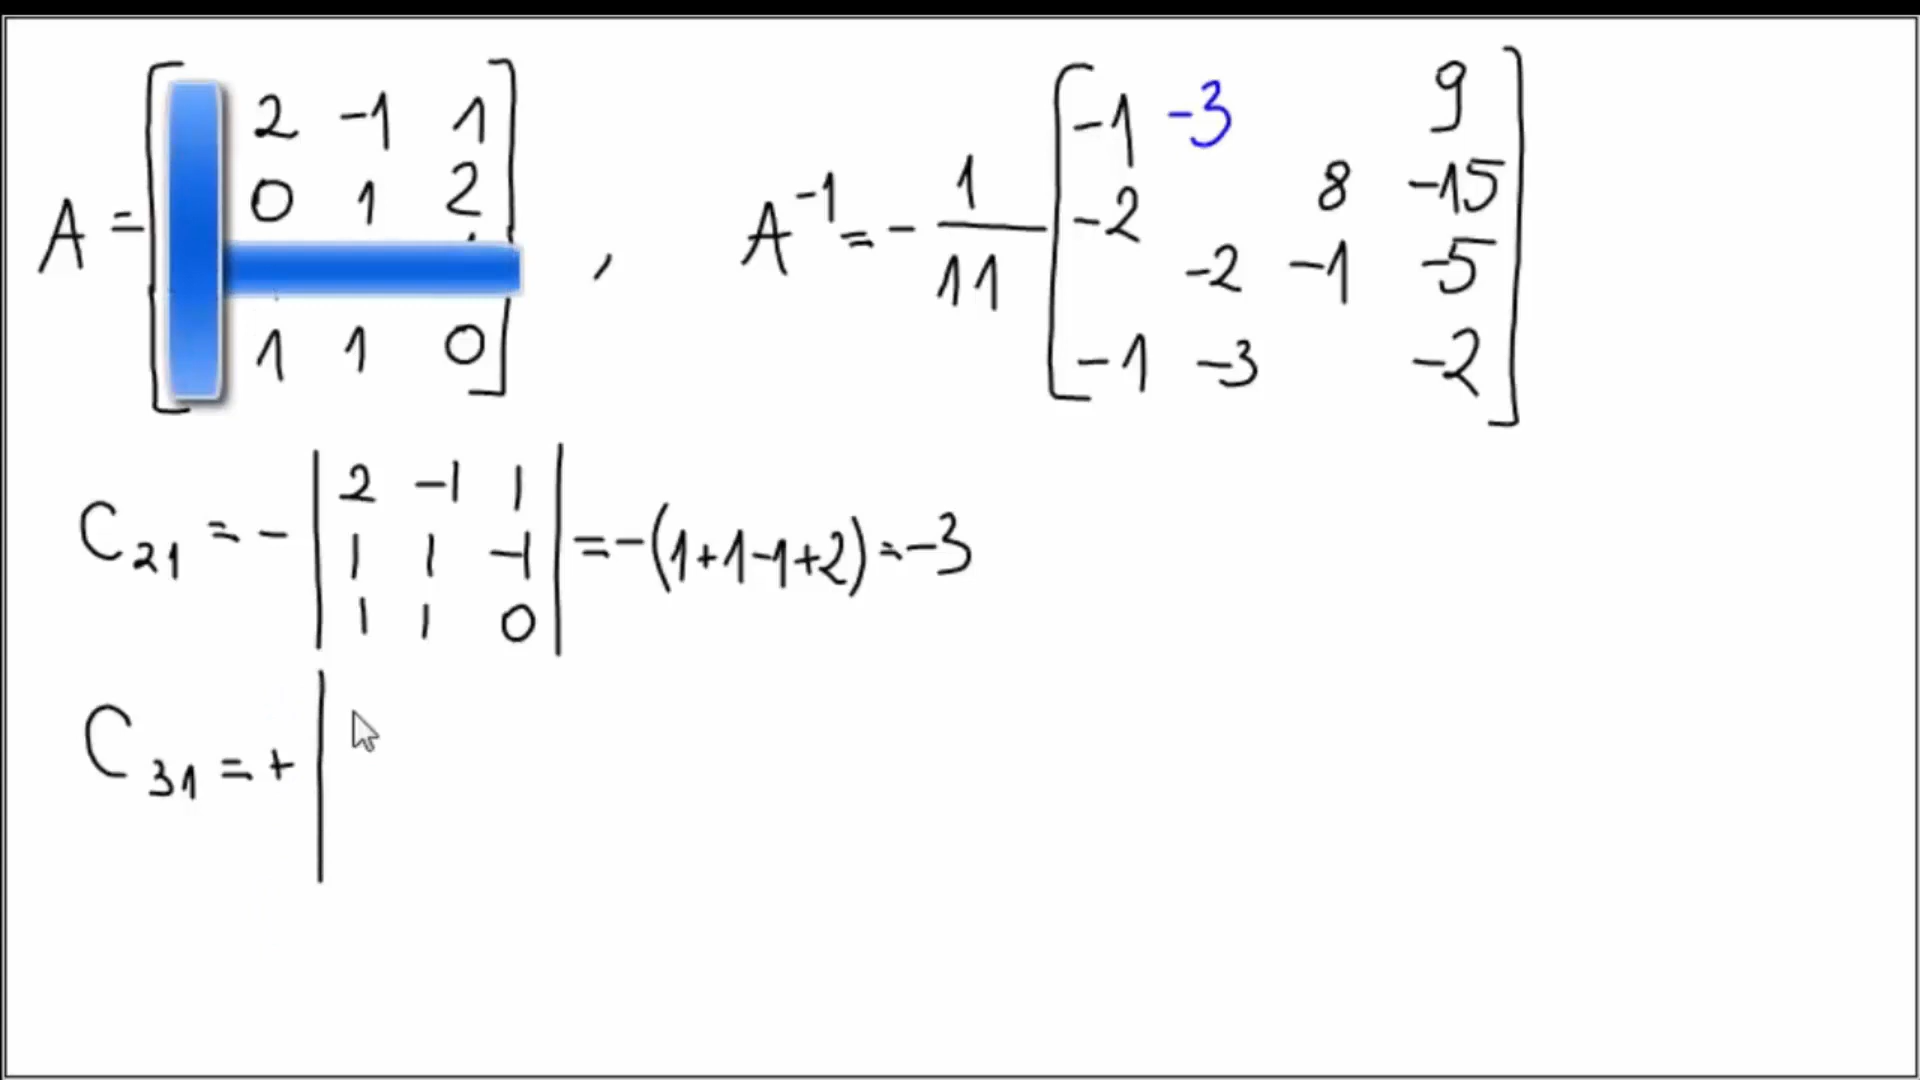 A = [ 2 -1 1
0 1 2
1 1 0 ] , A^-1 = - 1/11 [ -1 -3 9
-2 8 -15
-2 -1 -5
-1 -3 -2 ]
C21 = - | 2 -1 1
1 1 -1
1 1 0 | = -(1+1-1+2) = -3
C31 = + |